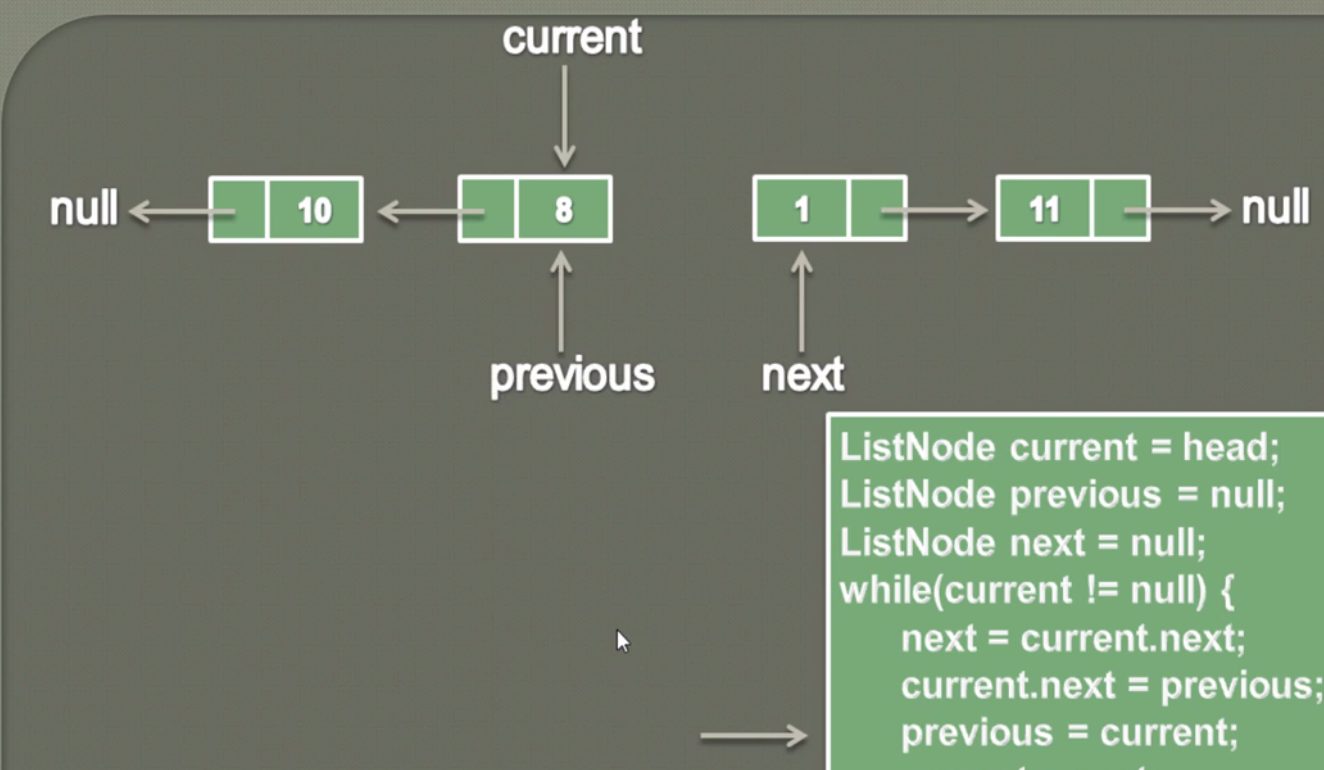 current
null 10 8 1 11 null
previous next
ListNode current = head;
ListNode previous = null;
ListNode next = null;
while(current != null) {
next = current.next;
current.next = previous;
previous = current;